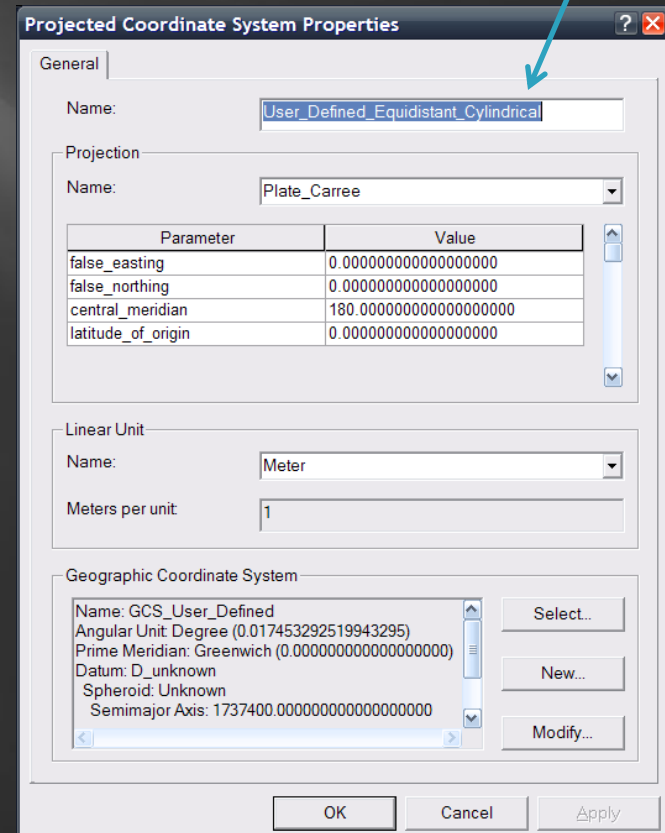 Projected Coordinate System Properties
General
Name: User_Defined_Equidistant_Cylindrical
Projection
Name: Plate_Carree
Parameter Value
false_easting 0.000000000000000000
false_northing 0.000000000000000000
central_meridian 180.000000000000000000
latitude_of_origin 0.000000000000000000
Linear Unit
Name: Meter
Meters per unit: 1
Geographic Coordinate System
Name: GCS_User_Defined
Angular Unit: Degree (0.017453292519943295)
Prime Meridian: Greenwich (0.000000000000000000)
Datum: D_unknown
Spheroid: Unknown
Semimajor Axis: 1737400.000000000000000000
Select...
New...
Modify...
OK Cancel Apply